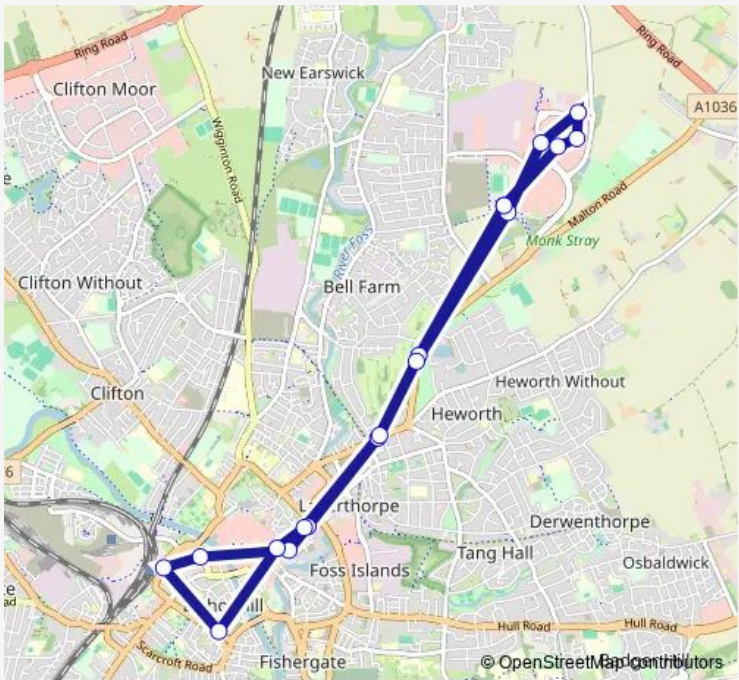 Ring Road
New Earswick
Ring Road
Clifton Moor
A1036
Wigginton Road
Malton Road
River Foss
Monk Stray
Clifton Without
Bell Farm
Heworth Without
Clifton
Heworth
6
Derwenthorpe
Tang Hall
Osbaldwick
Foss Islands
Hull Road
Hull Road
Scarcroft Road
Fishergate
© OpenStreetMap contributors